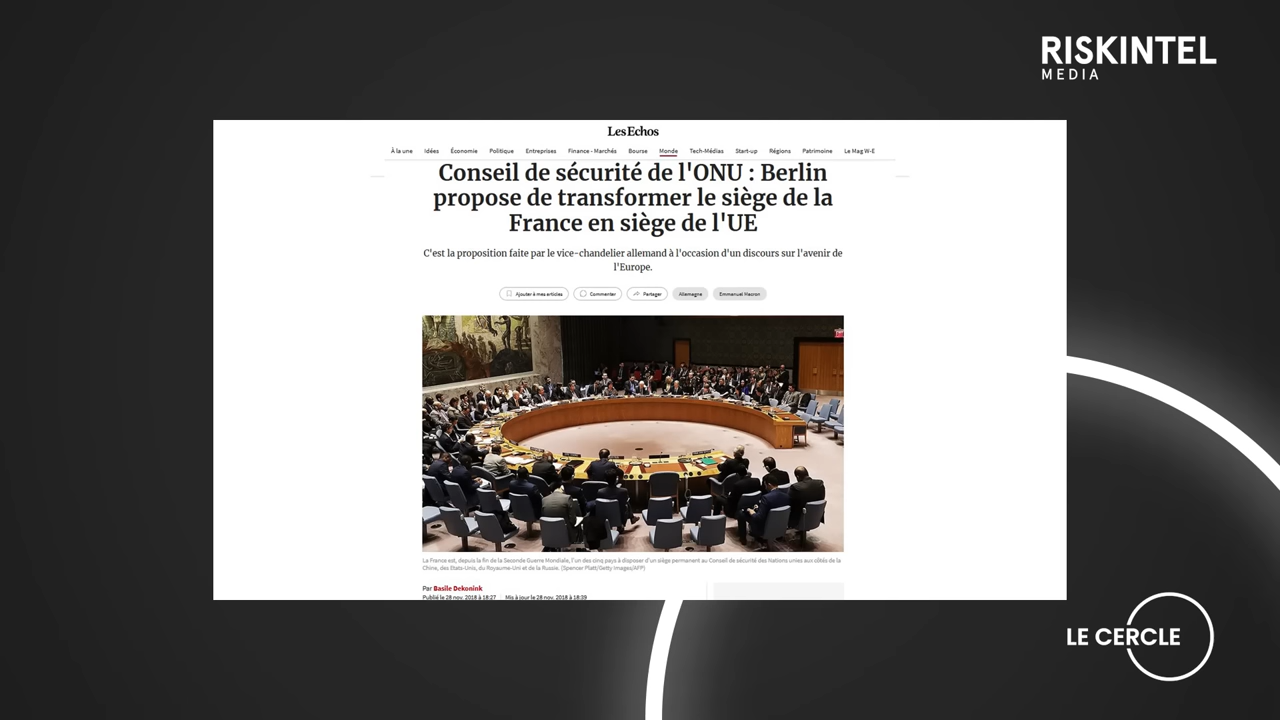 RISKINTEL
MEDIA
Les Echos
À la une Idées Économie Politique Entreprises Finance - Marchés Bourse Monde Tech-Médias Start-up Régions Patrimoine Le Mag W-E
Conseil de sécurité de l'ONU : Berlin
propose de transformer le siège de la
France en siège de l'UE
C'est la proposition faite par le vice-chandelier allemand à l'occasion d'un discours sur l'avenir de
l'Europe.
Ajouter à mes articles Commenter Partager Allemagne Emmanuel Macron
La France est, depuis la fin de la Seconde Guerre Mondiale, l'un des cinq pays à disposer d'un siège permanent au Conseil de sécurité des Nations unies aux côtés de la
Chine, des Etats-Unis, du Royaume-Uni et de la Russie. (Spencer Platt/Getty Images/AFP)
Par Basile Dekonink
Publié le 28 nov. 2018 à 18:27 Mis à jour le 28 nov. 2018 à 18:39
LE CERCLE